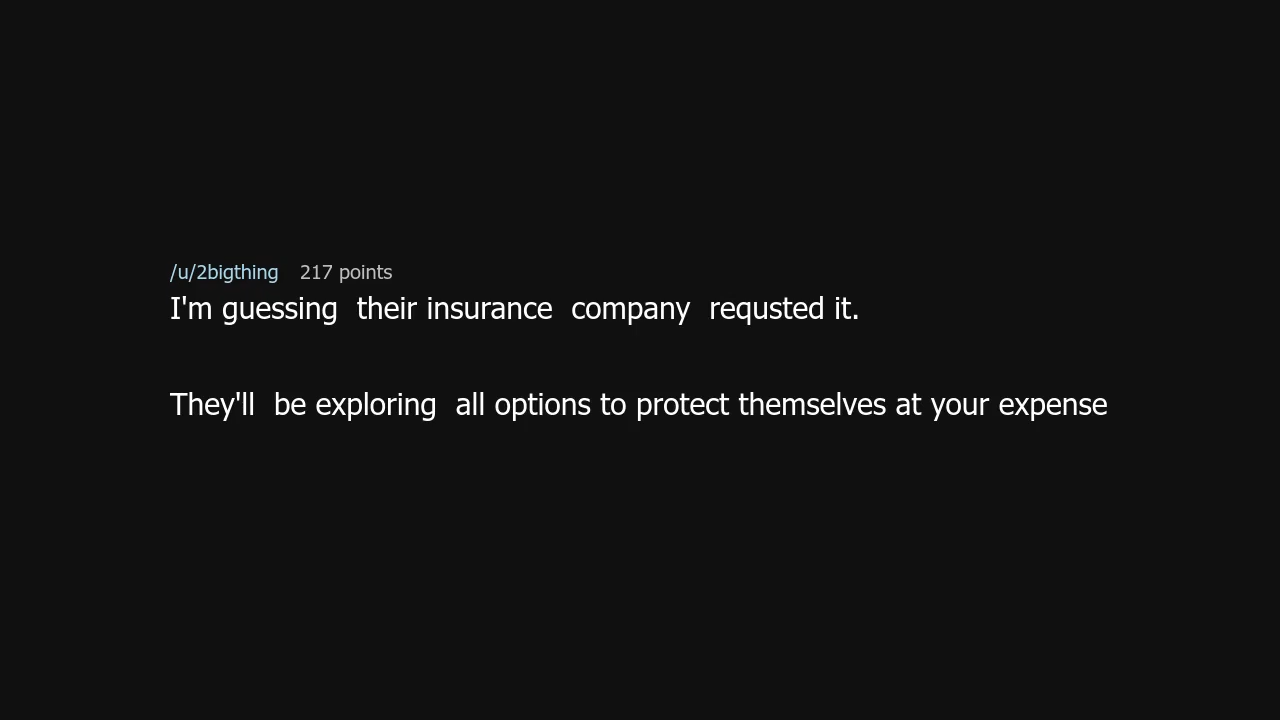 /u/2bigthing 217 points
I'm guessing their insurance company requsted it.
They'll be exploring all options to protect themselves at your expense